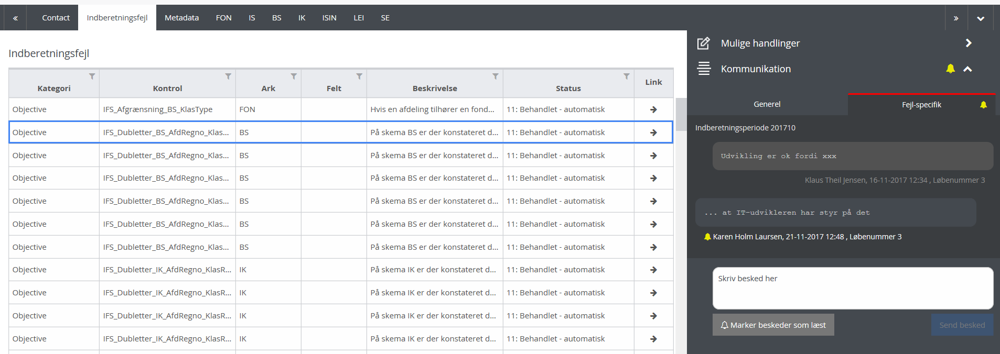 « Contact Indberetningsfejl Metadata FON IS BS IK ISIN LEI SE »
Indberetningsfejl
Kategori Kontrol Ark Felt Beskrivelse Status Link
Objective IFS_Afgrænsning_BS_KlasType FON Hvis en afdeling tilhører en fond... 11: Behandlet - automatisk
Objective IFS_Dubletter_BS_AfdRegno_Klas... BS På skema BS er der konstateret d... 11: Behandlet - automatisk
Objective IFS_Dubletter_BS_AfdRegno_Klas... BS På skema BS er der konstateret d... 11: Behandlet - automatisk
Objective IFS_Dubletter_BS_AfdRegno_Klas... BS På skema BS er der konstateret d... 11: Behandlet - automatisk
Objective IFS_Dubletter_BS_AfdRegno_Klas... BS På skema BS er der konstateret d... 11: Behandlet - automatisk
Objective IFS_Dubletter_BS_AfdRegno_Klas... BS På skema BS er der konstateret d... 11: Behandlet - automatisk
Objective IFS_Dubletter_BS_AfdRegno_Klas... BS På skema BS er der konstateret d... 11: Behandlet - automatisk
Objective IFS_Dubletter_IK_AfdRegno_KlasR... IK På skema IK er der konstateret d... 11: Behandlet - automatisk
Objective IFS_Dubletter_IK_AfdRegno_KlasR... IK På skema IK er der konstateret d... 11: Behandlet - automatisk
Objective IFS_Dubletter_IK_AfdRegno_KlasR... IK På skema IK er der konstateret d... 11: Behandlet - automatisk
Objective IFS_Dubletter_IK_AfdRegno_KlasR... IK På skema IK er der konstateret d... 11: Behandlet - automatisk
Mulige handlinger
Kommunikation
Generel Fejl-specifik
Indberetningsperiode 201710
Udvikling er ok fordi xxx
Klaus Theil Jensen, 16-11-2017 12:34 , Løbenummer 3
... at IT-udvikleren har styr på det
Karen Holm Laursen, 21-11-2017 12:48 , Løbenummer 3
Skriv besked her
Marker beskeder som læst Send besked